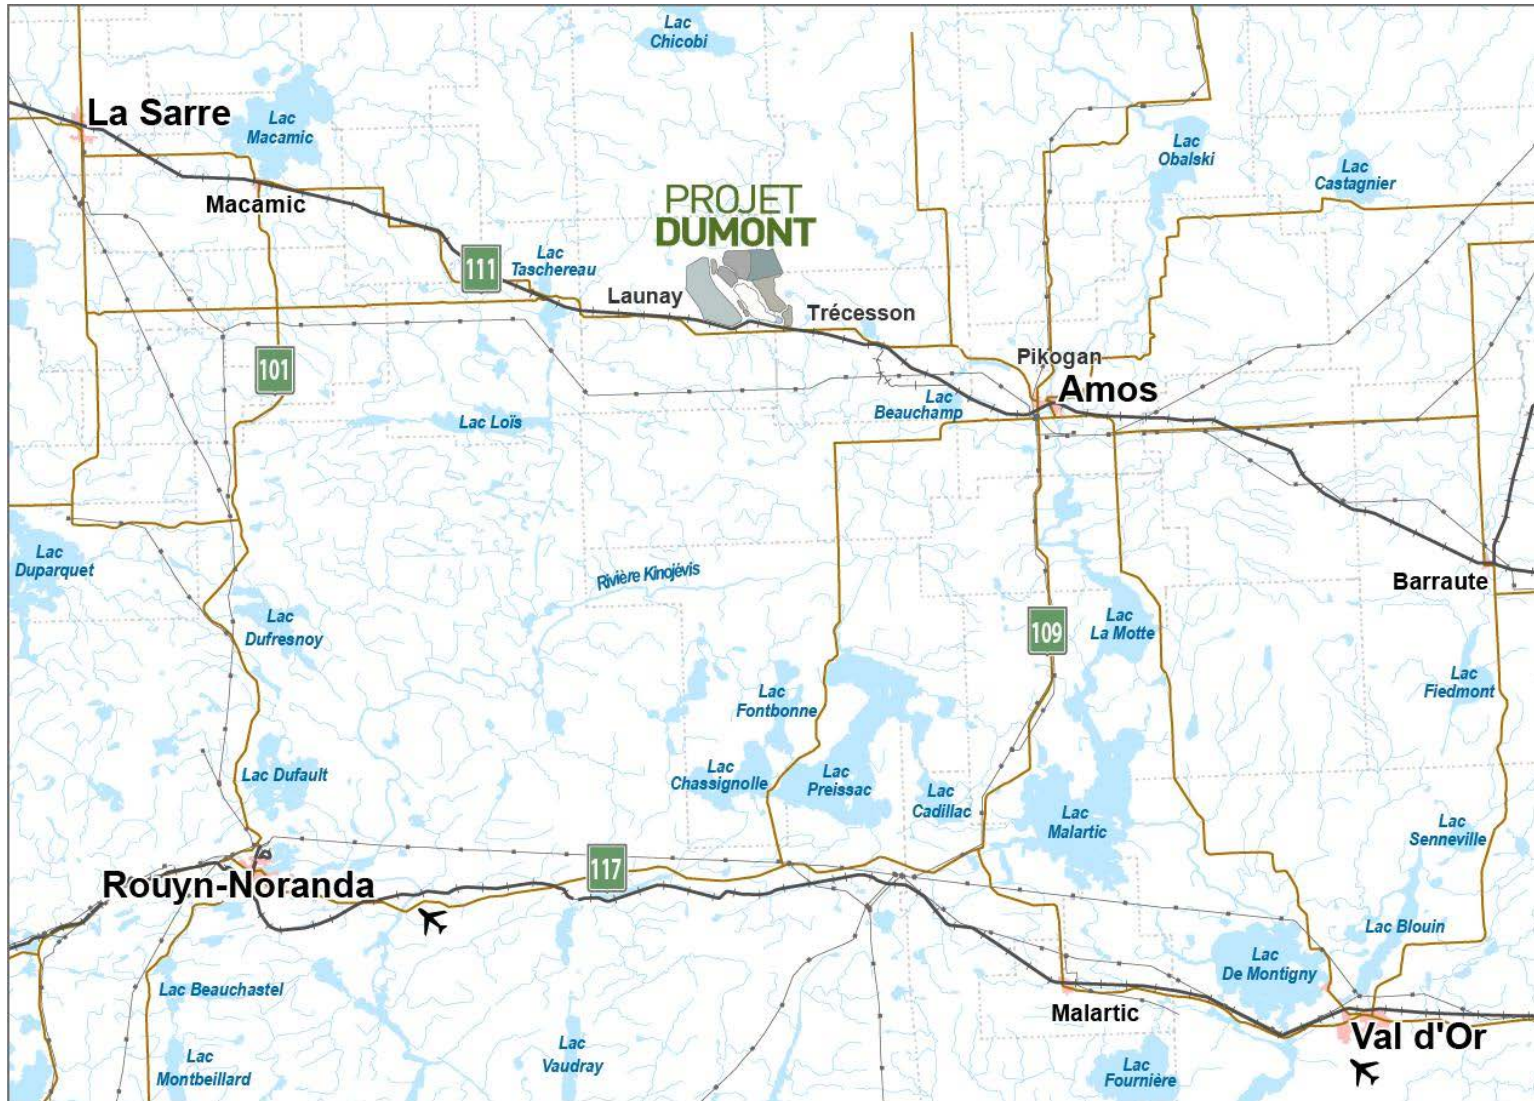 Lac
Chicobi
La Sarre
Lac
Macamic
Lac
Obalski
Lac
Castagnier
Macamic
PROJET
DUMONT
111
Lac
Taschereau
Launay
Trécesson
101
Pikogan
Amos
Lac
Beauchamp
Lac Loïs
Lac
Duparquet
Rivière Kinojévis
Barraute
Lac
Dufresnoy
109
Lac
La Motte
Lac
Fiedmont
Lac
Fontbonne
Lac Dufault
Lac
Chassignolle
Lac
Preissac
Lac
Cadillac
Lac
Malartic
Lac
Senneville
117
Rouyn-Noranda
Lac Blouin
Lac
De Montigny
Lac Beauchastel
Malartic
Val d'Or
Lac
Montbeillard
Lac
Vaudray
Lac
Fournière